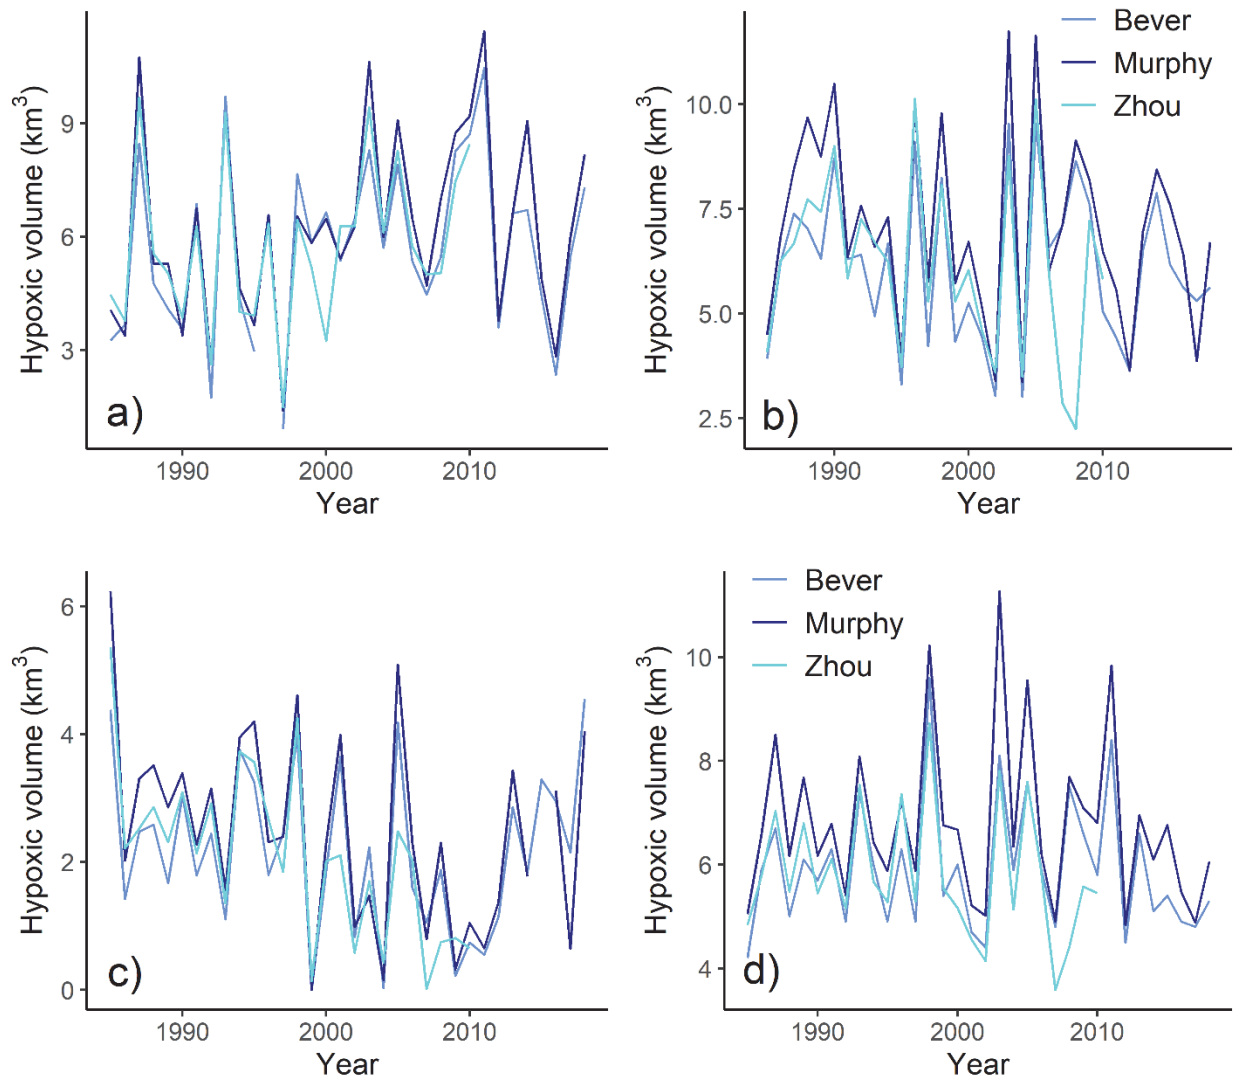 Hypoxic volume (km³)
9
6
3
a)
1990
2000
2010
Year
Hypoxic volume (km³)
10.0
7.5
5.0
2.5
Bever
Murphy
Zhou
b)
1990
2000
2010
Year
Hypoxic volume (km³)
6
4
2
0
c)
1990
2000
2010
Year
Hypoxic volume (km³)
10
8
6
4
Bever
Murphy
Zhou
d)
1990
2000
2010
Year